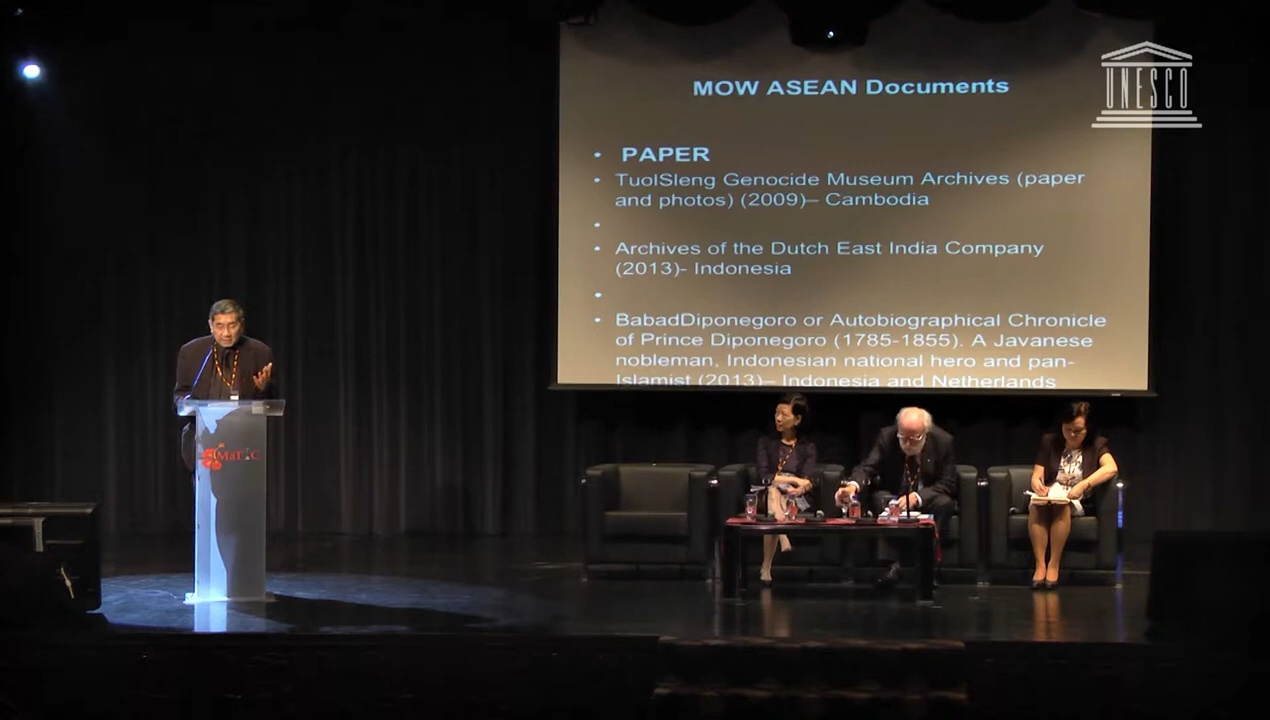 MOW ASEAN Documents
UNESCO
• PAPER
• TuolSleng Genocide Museum Archives (paper
and photos) (2009)– Cambodia
•
• Archives of the Dutch East India Company
(2013)- Indonesia
•
• BabadDiponegoro or Autobiographical Chronicle
of Prince Diponegoro (1785-1855). A Javanese
nobleman, Indonesian national hero and pan-
Islamist (2013)– Indonesia and Netherlands
MaTiC